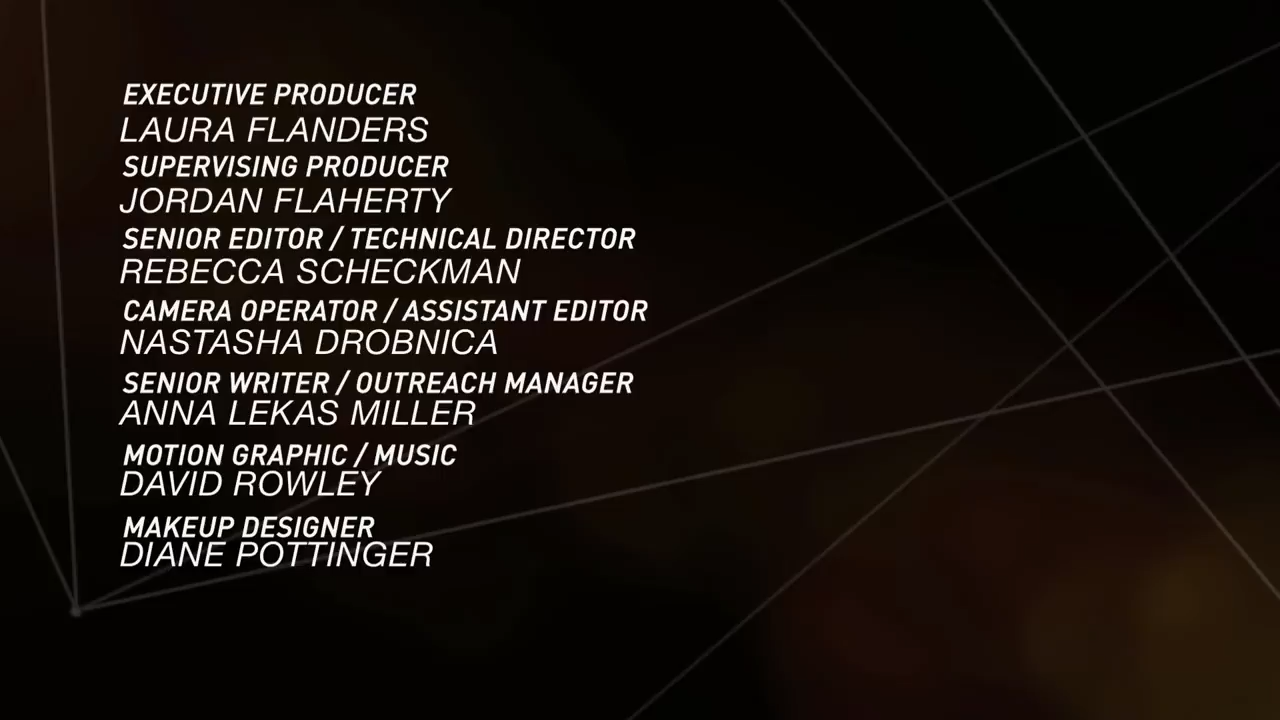 EXECUTIVE PRODUCER
LAURA FLANDERS
SUPERVISING PRODUCER
JORDAN FLAHERTY
SENIOR EDITOR / TECHNICAL DIRECTOR
REBECCA SCHECKMAN
CAMERA OPERATOR / ASSISTANT EDITOR
NASTASHA DROBNICA
SENIOR WRITER / OUTREACH MANAGER
ANNA LEKAS MILLER
MOTION GRAPHIC / MUSIC
DAVID ROWLEY
MAKEUP DESIGNER
DIANE POTTINGER